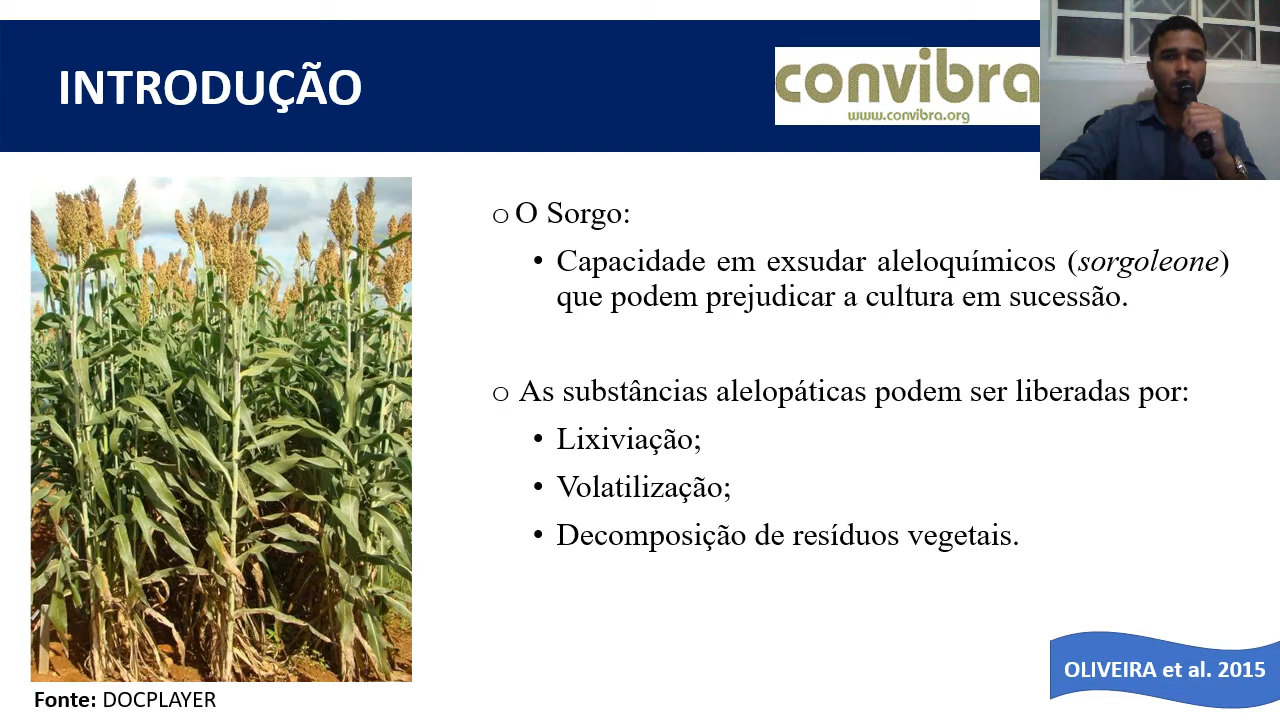 INTRODUÇÃO
convibra
www.convibra.org
o O Sorgo:
• Capacidade em exsudar aleloquímicos (sorgoleone)
que podem prejudicar a cultura em sucessão.
o As substâncias alelopáticas podem ser liberadas por:
• Lixiviação;
• Volatilização;
• Decomposição de resíduos vegetais.
OLIVEIRA et al. 2015
Fonte: DOCPLAYER